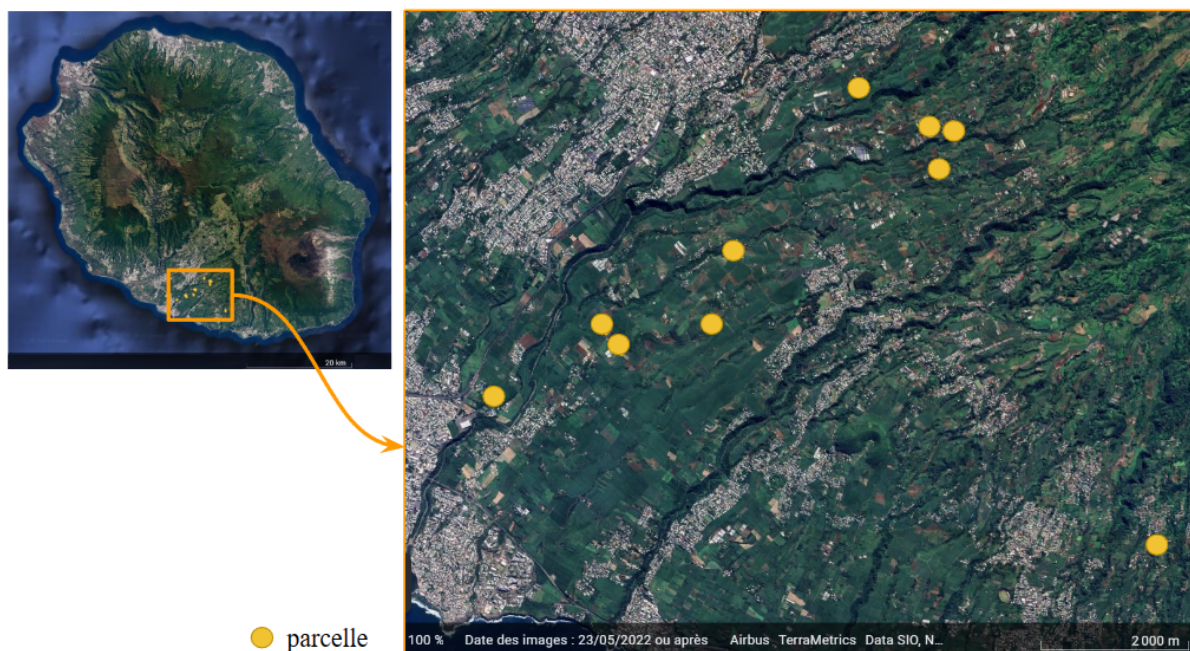 20 km
parcelle
100 % Date des images : 23/05/2022 ou après Airbus TerraMetrics Data SIO, N... 2 000 m